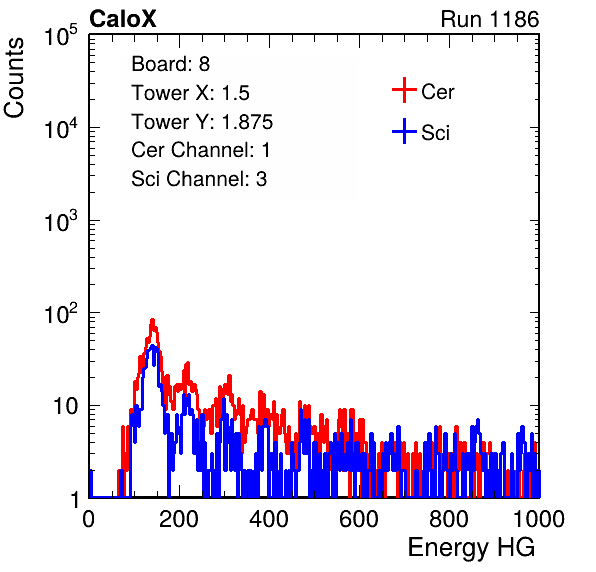 CaloX Run 1186
Counts
10^5
10^4
10^3
10^2
10
1
Board: 8
Tower X: 1.5
Tower Y: 1.875
Cer Channel: 1
Sci Channel: 3
Cer
Sci
0 200 400 600 800 1000
Energy HG